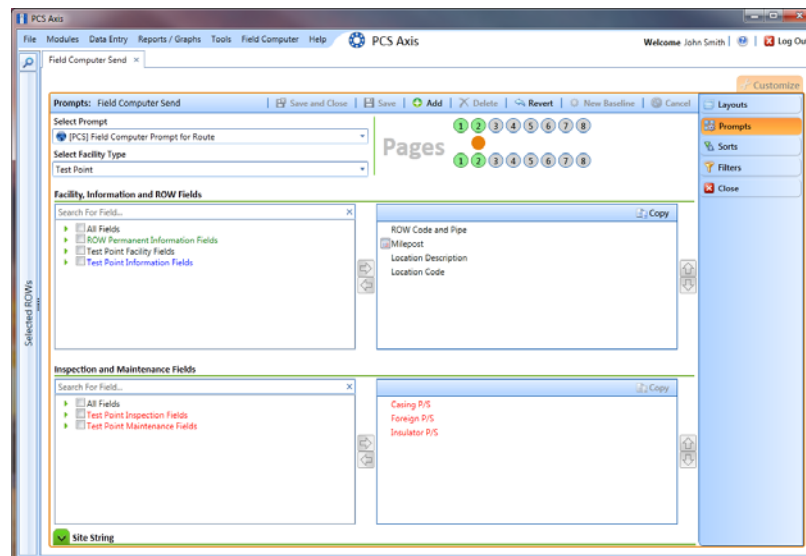 PCS Axis
File Modules Data Entry Reports / Graphs Tools Field Computer Help PCS Axis Welcome John Smith | Log Ou
Field Computer Send ×
Customize
Prompts: Field Computer Send | Save and Close | Save | Add | Delete | Revert | New Baseline | Cancel
Layouts
Select Prompt
[PCS] Field Computer Prompt for Route
Prompts
Select Facility Type
Test Point
Pages
1 2 3 4 5 6 7 8
1 2 3 4 5 6 7 8
Sorts
Filters
Close
Facility, Information and ROW Fields
Search For Field... ×
All Fields
ROW Permanent Information Fields
Test Point Facility Fields
Test Point Information Fields
Copy
ROW Code and Pipe
Milepost
Location Description
Location Code
Selected ROWs
Inspection and Maintenance Fields
Search For Field... ×
All Fields
Test Point Inspection Fields
Test Point Maintenance Fields
Copy
Casing P/S
Foreign P/S
Insulator P/S
Site String